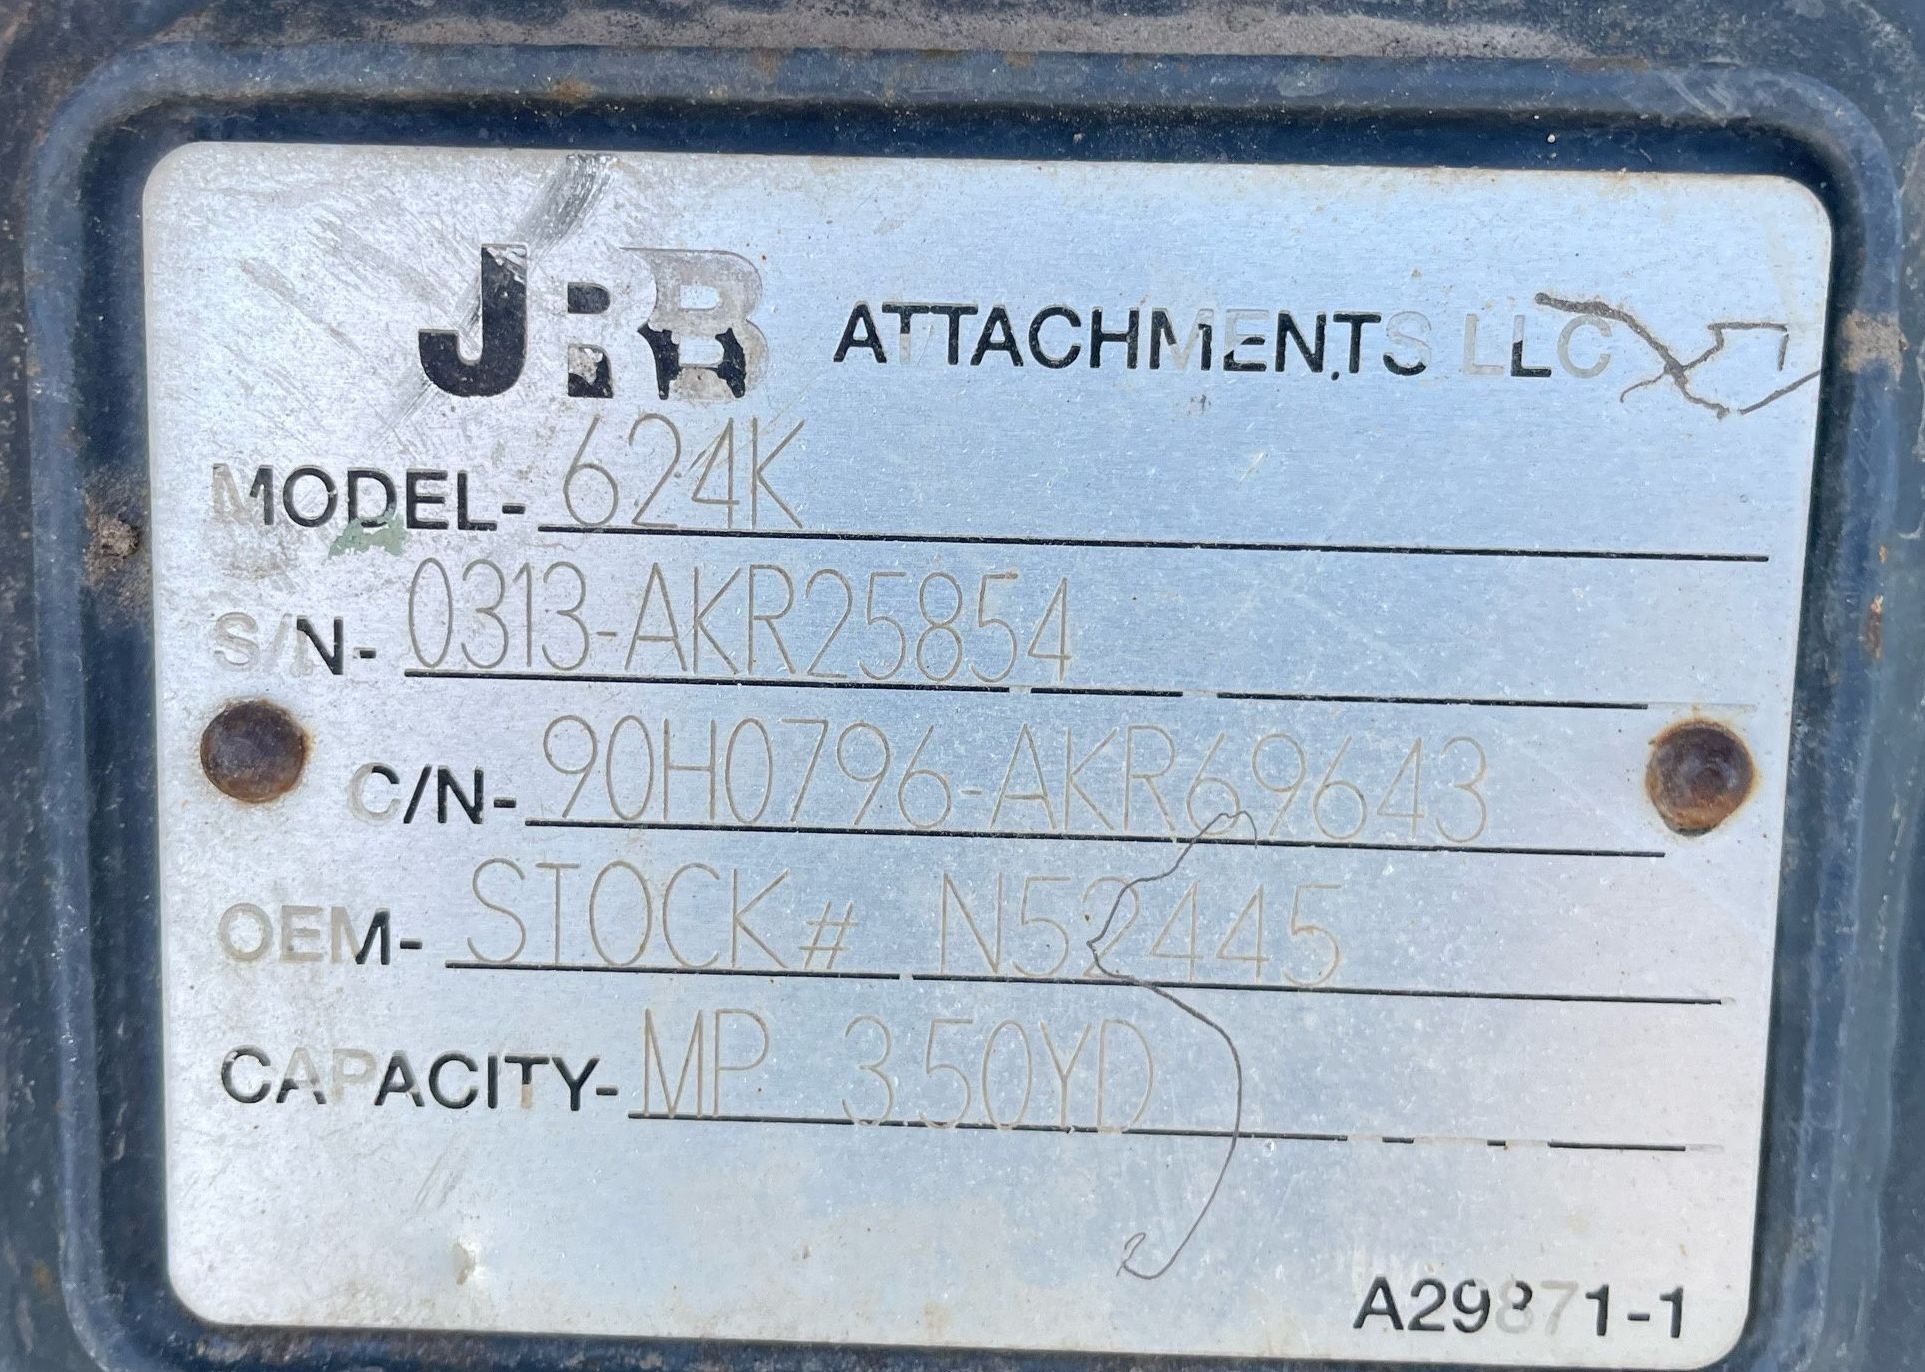 JRB ATTACHMENTS LLC
MODEL- 624K
S/N- 0313-AKR25854
C/N- 90H0796-AKR69643
OEM- STOCK# N52445
CAPACITY- MP 3.50YD
A29871-1